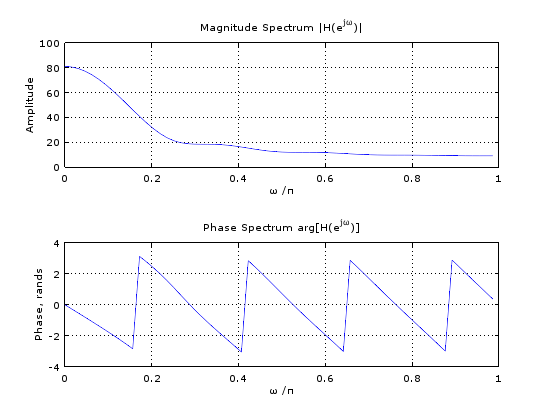 Magnitude Spectrum |H(e^jω)|
100
80
60
40
20
0
Amplitude
0 0.2 0.4 0.6 0.8 1
ω /π
Phase Spectrum arg[H(e^jω)]
4
2
0
-2
-4
Phase, rands
0 0.2 0.4 0.6 0.8 1
ω /π